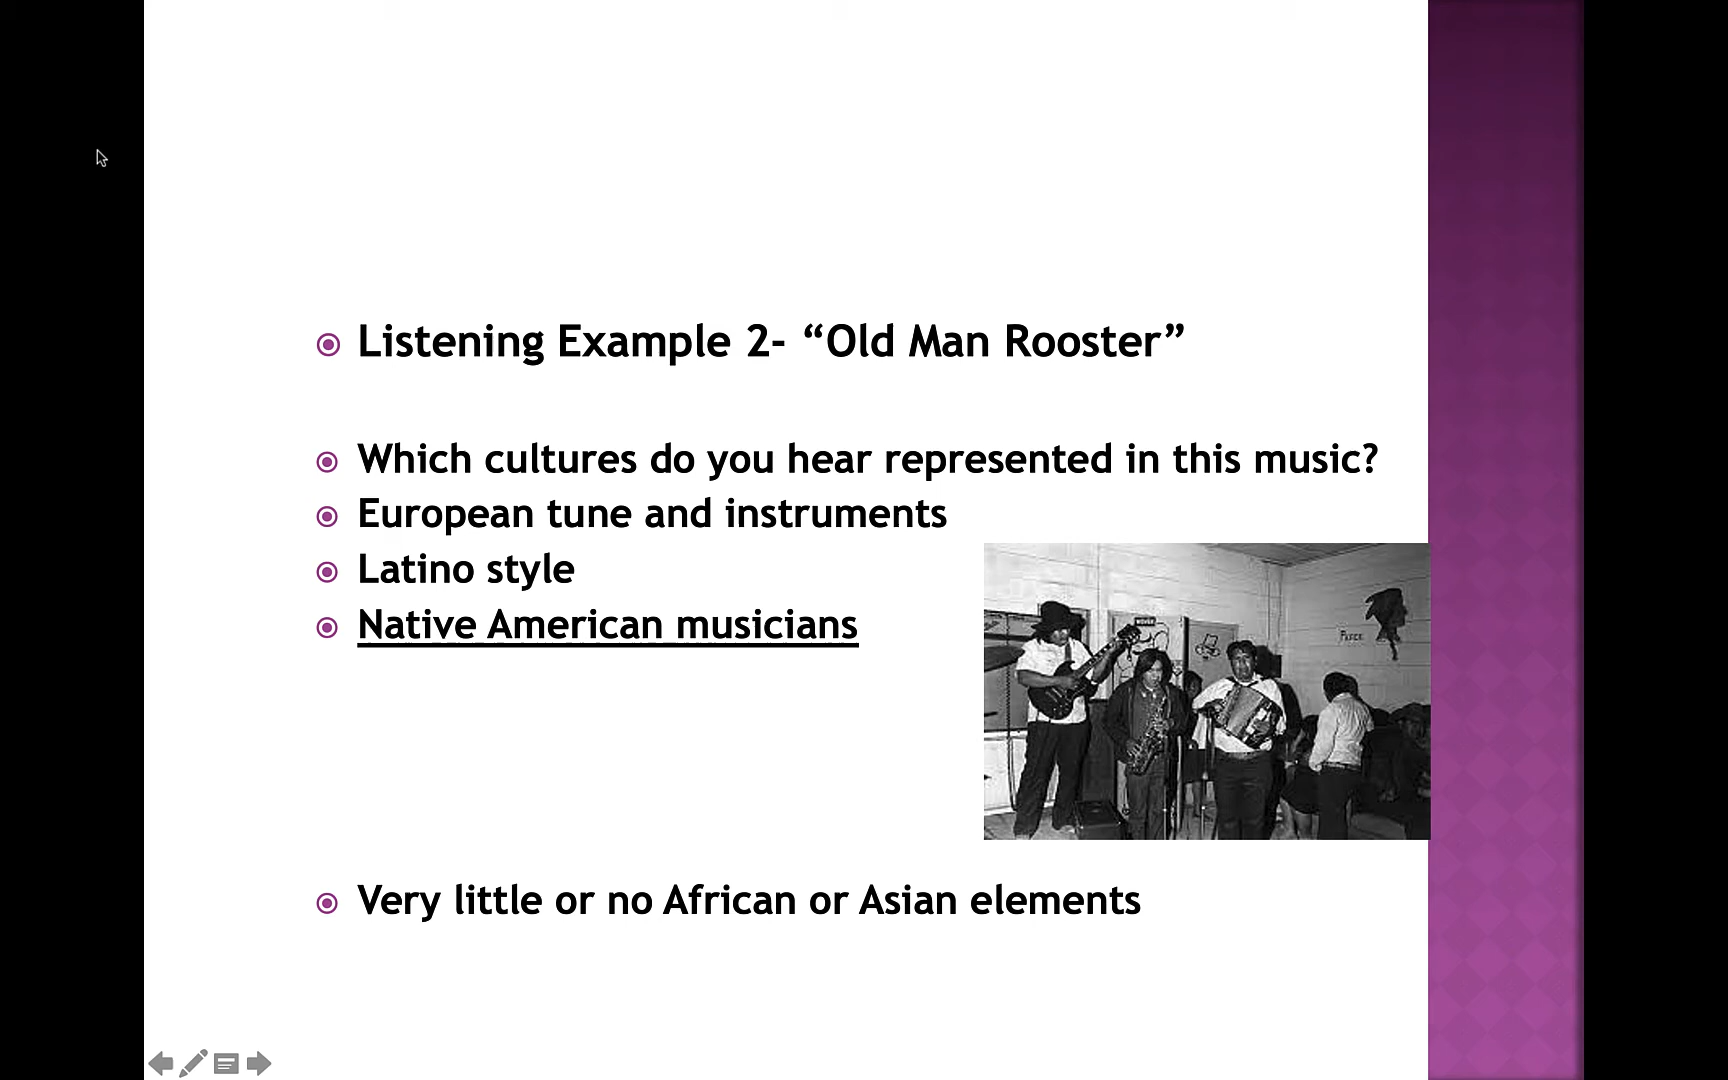 Listening Example 2- “Old Man Rooster”
Which cultures do you hear represented in this music?
European tune and instruments
Latino style
Native American musicians
Very little or no African or Asian elements